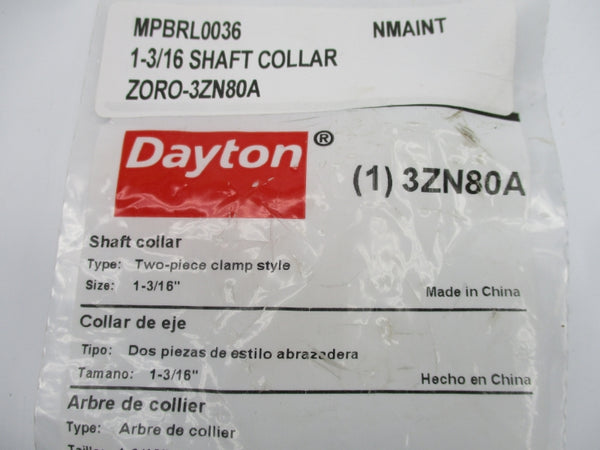 MPBRL0036 NMAINT
1-3/16 SHAFT COLLAR
ZORO-3ZN80A
Dayton® (1) 3ZN80A
Shaft collar
Type: Two-piece clamp style
Size: 1-3/16" Made in China
Collar de eje
Tipo: Dos piezas de estilo abrazadera
Tamano: 1-3/16" Hecho en China
Arbre de collier
Type: Arbre de collier